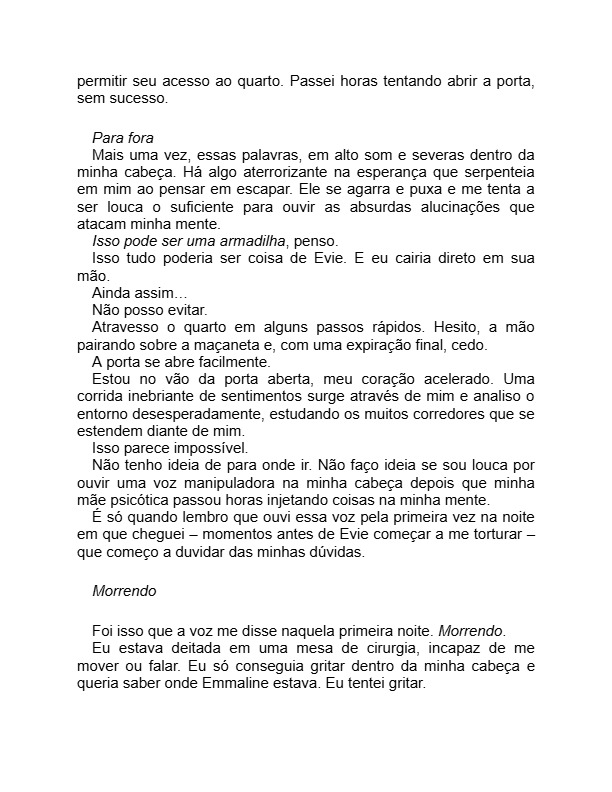 permitir seu acesso ao quarto. Passei horas tentando abrir a porta,
sem sucesso.
Para fora
Mais uma vez, essas palavras, em alto som e severas dentro da
minha cabeça. Há algo aterrorizante na esperança que serpenteia
em mim ao pensar em escapar. Ele se agarra e puxa e me tenta a
ser louca o suficiente para ouvir as absurdas alucinações que
atacam minha mente.
Isso pode ser uma armadilha, penso.
Isso tudo poderia ser coisa de Evie. E eu cairia direto em sua
mão.
Ainda assim…
Não posso evitar.
Atravesso o quarto em alguns passos rápidos. Hesito, a mão
pairando sobre a maçaneta e, com uma expiração final, cedo.
A porta se abre facilmente.
Estou no vão da porta aberta, meu coração acelerado. Uma
corrida inebriante de sentimentos surge através de mim e analiso o
entorno desesperadamente, estudando os muitos corredores que se
estendem diante de mim.
Isso parece impossível.
Não tenho ideia de para onde ir. Não faço ideia se sou louca por
ouvir uma voz manipuladora na minha cabeça depois que minha
mãe psicótica passou horas injetando coisas na minha mente.
É só quando lembro que ouvi essa voz pela primeira vez na noite
em que cheguei – momentos antes de Evie começar a me torturar –
que começo a duvidar das minhas dúvidas.
Morrendo
Foi isso que a voz me disse naquela primeira noite. Morrendo.
Eu estava deitada em uma mesa de cirurgia, incapaz de me
mover ou falar. Eu só conseguia gritar dentro da minha cabeça e
queria saber onde Emmaline estava. Eu tentei gritar.